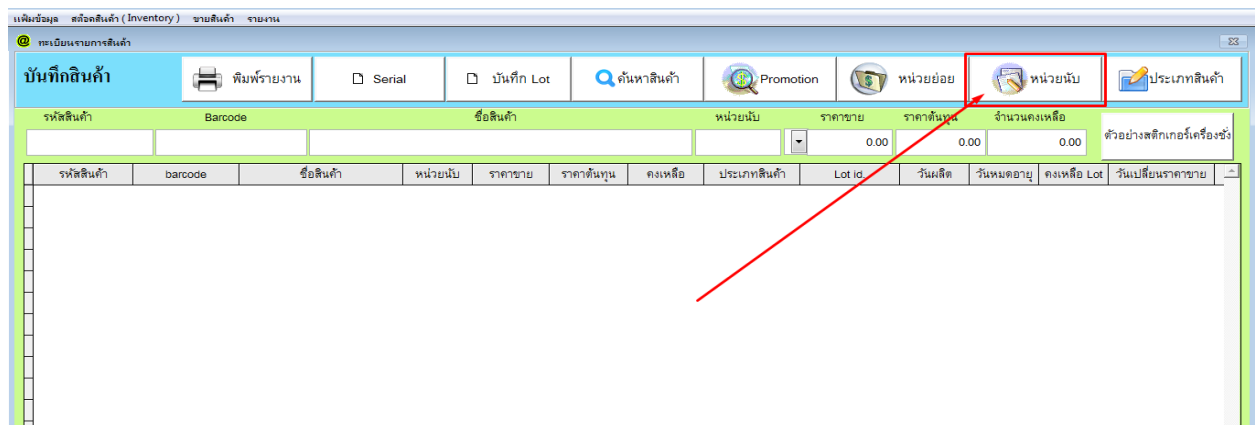 แฟ้มข้อมูล สต๊อคสินค้า ( Inventory ) ขายสินค้า รายงาน
@ ทะเบียนรายการสินค้า
บันทึกสินค้า พิมพ์รายงาน Serial บันทึก Lot ค้นหาสินค้า Promotion หน่วยย่อย หน่วยนับ ประเภทสินค้า
รหัสสินค้า Barcode ชื่อสินค้า หน่วยนับ ราคาขาย ราคาต้นทุน จำนวนคงเหลือ
0.00 0.00 0.00 ตัวอย่างสติกเกอร์เครื่องชั่ง
รหัสสินค้า barcode ชื่อสินค้า หน่วยนับ ราคาขาย ราคาต้นทุน คงเหลือ ประเภทสินค้า Lot id. วันผลิต วันหมดอายุ คงเหลือ Lot วันเปลี่ยนราคาขาย